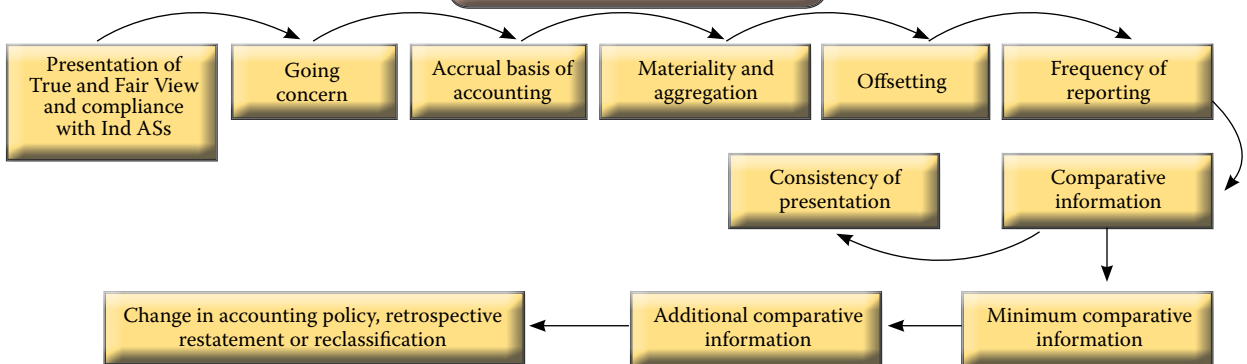 Presentation of
True and Fair View
and compliance
with Ind ASs
Going
concern
Accrual basis of
accounting
Materiality and
aggregation
Offsetting
Frequency of
reporting
Comparative
information
Consistency of
presentation
Minimum comparative
information
Additional comparative
information
Change in accounting policy, retrospective
restatement or reclassification